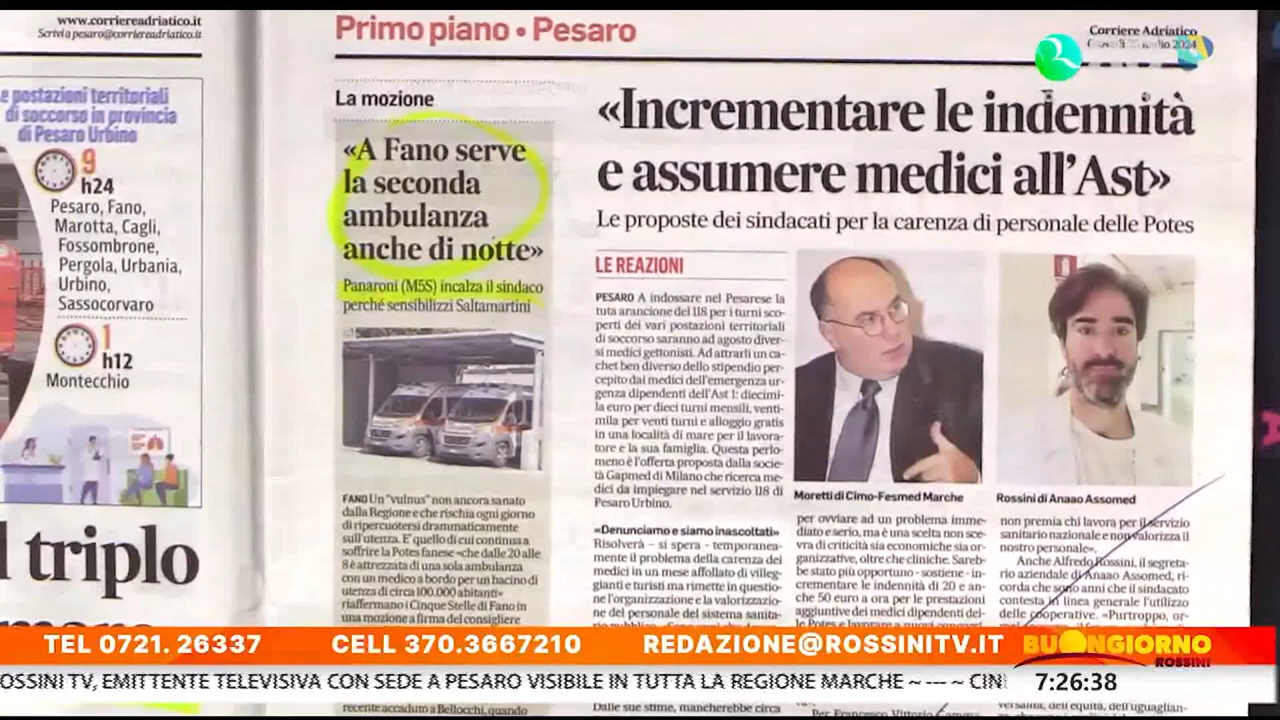 www.corriereadriatico.it
Scrivi a pesaro@corriereadriatico.it
Primo piano • Pesaro
Corriere Adriatico
e postazioni territoriali
di soccorso in provincia
di Pesaro Urbino
9
h24
Pesaro, Fano,
Marotta, Cagli,
Fossombrone,
Pergola, Urbania,
Urbino,
Sassocorvaro
1
h12
Montecchio
l triplo
La mozione
«A Fano serve
la seconda
ambulanza
anche di notte»
Panaroni (M5S) incalza il sindaco
perché sensibilizzi Saltamartini
FANO Un "vulnus" non ancora sanato
dalla Regione e che rischia ogni giorno
di ripercuotersi drammaticamente
sull'utenza. E' quello di cui continua a
soffrire la Potes fanese «che dalle 20 alle
8 è attrezzata di una sola ambulanza
con un medico a bordo per un bacino di
utenza di circa 100.000 abitanti»
riaffermano i Cinque Stelle di Fano in
una mozione a firma del consigliere
recente accaduto a Bellocchi, quando
«Incrementare le indennità
e assumere medici all'Ast»
Le proposte dei sindacati per la carenza di personale delle Potes
LE REAZIONI
PESARO A indossare nel Pesarese la
tuta arancione del 118 per i turni sco-
perti dei vari postazioni territoriali
di soccorso saranno ad agosto diver-
si medici gettonisti. Ad attrarli un ca-
chet ben diverso dello stipendio per-
cepito dai medici dell'emergenza ur-
genza dipendenti dell'Ast 1: diecimi-
la euro per dieci turni mensili, venti-
mila per venti turni e alloggio gratis
in una località di mare per il lavora-
tore e la sua famiglia. Questa perlo-
meno è l'offerta proposta dalla socie-
tà Gapmed di Milano che ricerca me-
dici da impiegare nel servizio 118 di
Pesaro Urbino.
«Denunciamo e siamo inascoltati»
Risolverà – si spera - temporanea-
mente il problema della carenza dei
medici in un mese affollato di villeg-
gianti e turisti ma rimette in questio-
ne l'organizzazione e la valorizzazio-
ne del personale del sistema sanita-
Dalle sue stime, mancherebbe circa
Moretti di Cimo-Fesmed Marche
per ovviare ad un problema imme-
diato e serio, ma è una scelta non sce-
vra di criticità sia economiche sia or-
ganizzative, oltre che cliniche. Sareb-
be stato più opportuno - sostiene - in-
crementare le indennità di 20 e an-
che 50 euro a ora per le prestazioni
aggiuntive dei medici dipendenti del-
Rossini di Anaao Assomed
non premia chi lavora per il servizio
sanitario nazionale e non valorizza il
nostro personale».
Anche Alfredo Rossini, il segreta-
rio aziendale di Anaao Assomed, ri-
corda che sono anni che il sindacato
contesta in linea generale l'utilizzo
delle cooperative. «Purtroppo, or-
TEL 0721. 26337
CELL 370.3667210
REDAZIONE@ROSSINITV.IT
BUONGIORNO
ROSSINI
OSSINI TV, EMITTENTE TELEVISIVA CON SEDE A PESARO VISIBILE IN TUTTA LA REGIONE MARCHE ~ --- ~ CIN
7:26:38